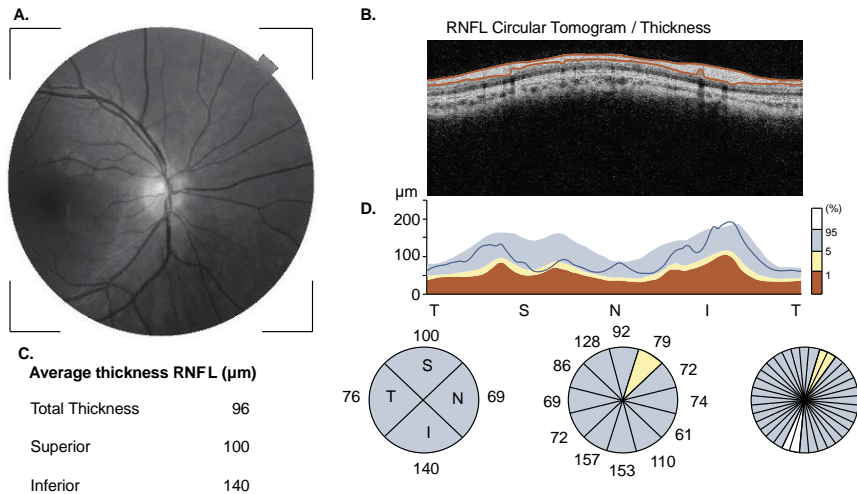 A.
B.
RNFL Circular Tomogram / Thickness
C.
Average thickness RNFL (µm)
Total Thickness 96
Superior 100
Inferior 140
D.
µm
200
100
0
T S N I T
(%)
95
5
1
100
76 69
140
S
T N
I
92
128 79
86 72
69 74
72 61
157 110
153